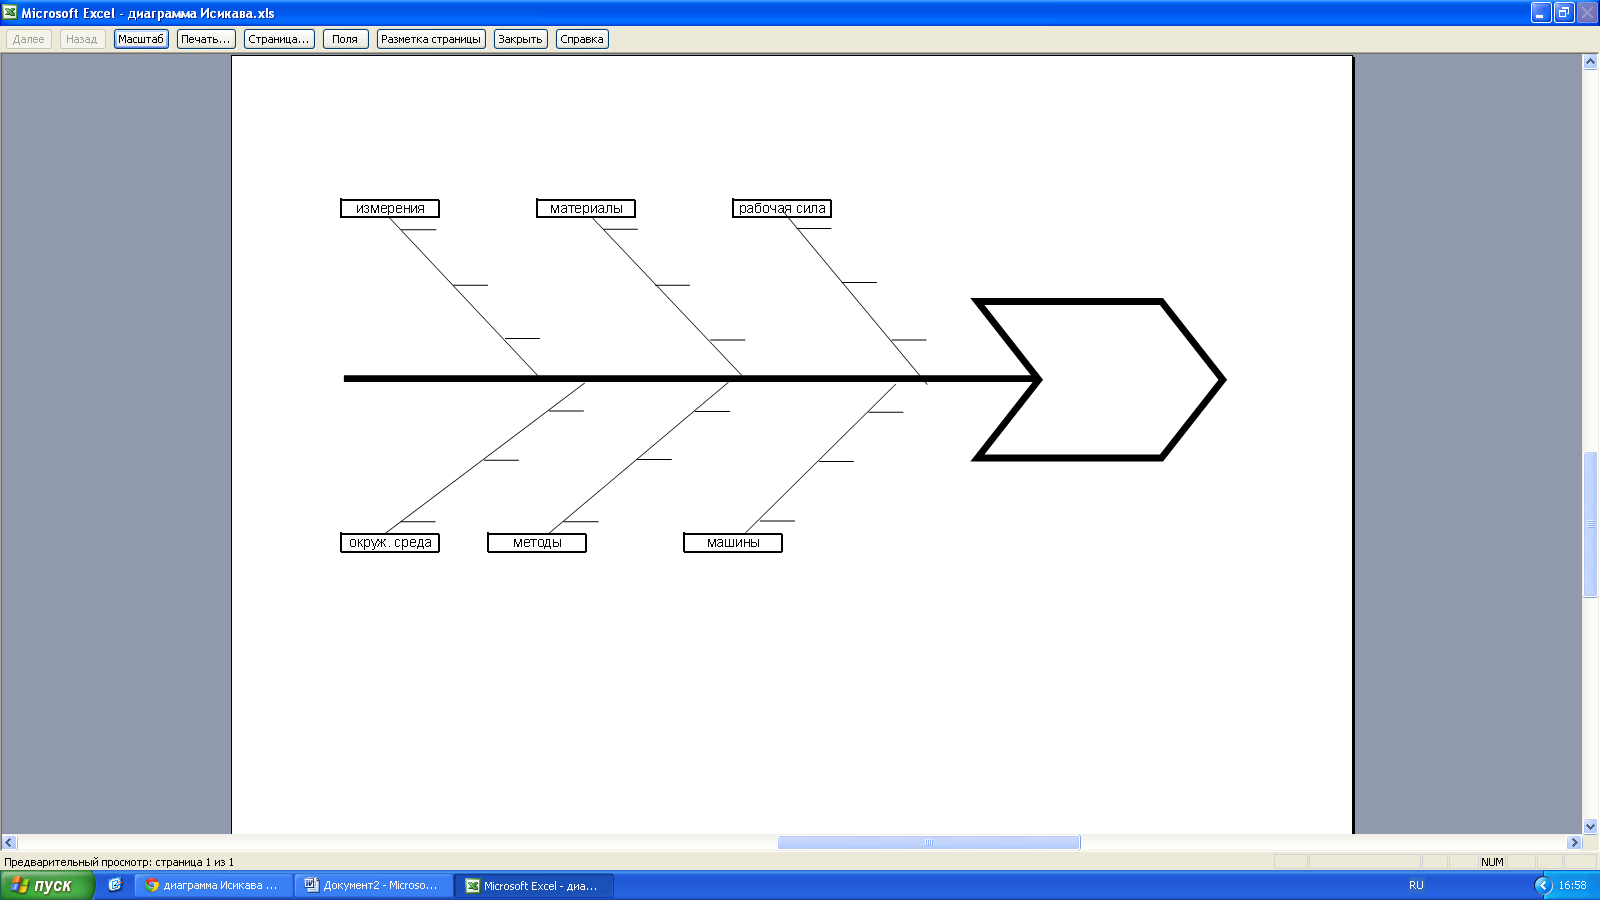 Microsoft Excel - диаграмма Исикава.xls
Далее Назад Масштаб Печать... Страница... Поля Разметка страницы Закрыть Справка
измерения материалы рабочая сила
окруж. среда методы машины
Предварительный просмотр: страница 1 из 1 NUM
пуск диаграмма Исикава ... Документ2 - Microso... Microsoft Excel - диа... RU 16:58